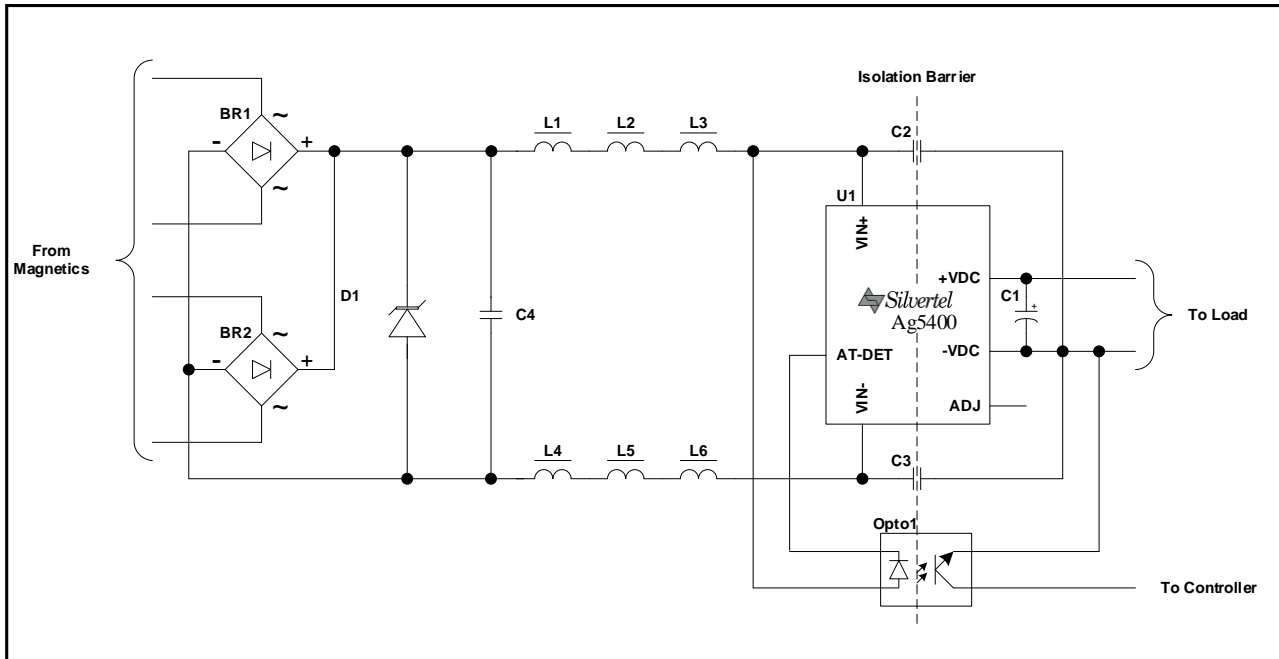 Isolation Barrier
BR1
~
-
+
~
L1
L2
L3
C2
U1
VIN+
From
Magnetics
D1
C4
+VDC
C1
+
Silvertel
Ag5400
To Load
BR2
~
-
+
~
AT-DET
-VDC
VIN-
ADJ
L4
L5
L6
C3
Opto1
To Controller